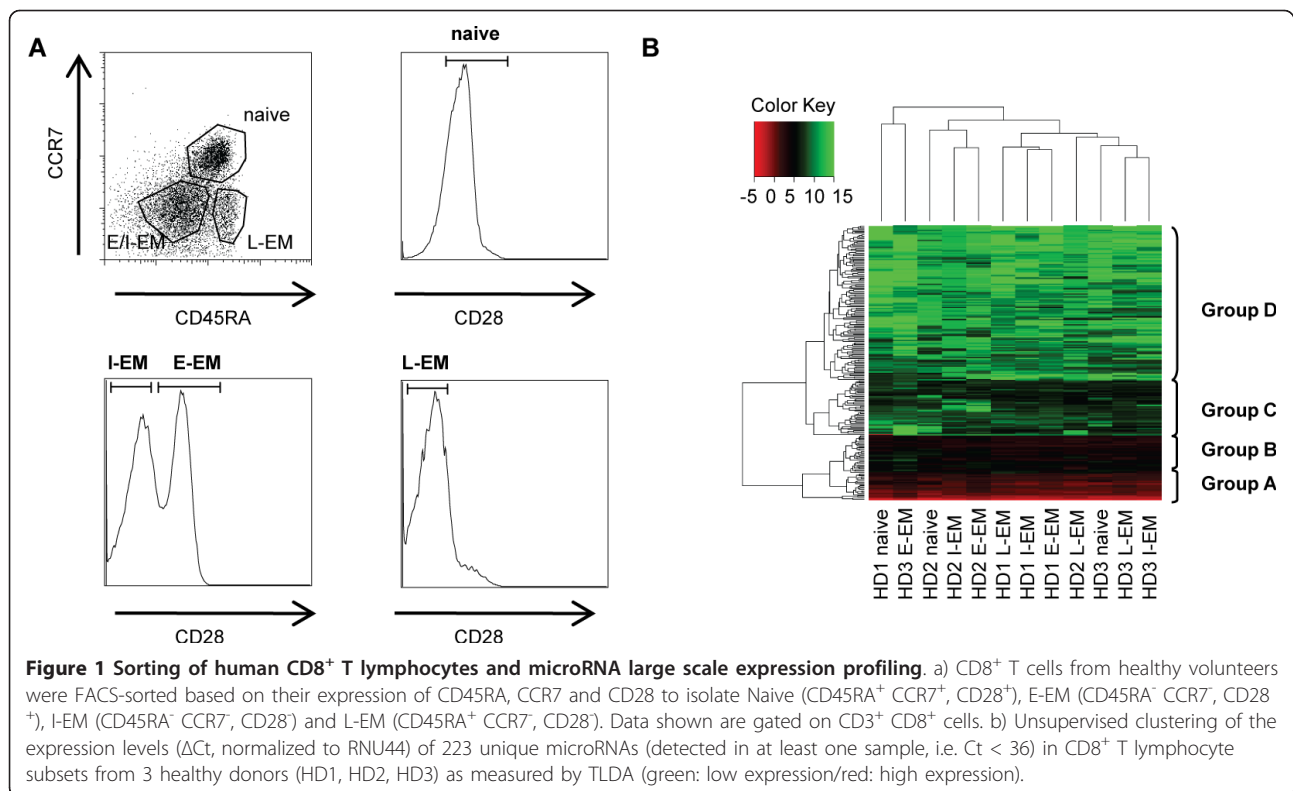 A
CCR7
naive
E/I-EM
L-EM
CD45RA
naive
CD28
I-EM E-EM
CD28
L-EM
CD28
B
Color Key
-5 0 5 10 15
Group D
Group C
Group B
Group A
HD1 naive
HD3 E-EM
HD2 naive
HD2 I-EM
HD2 E-EM
HD1 L-EM
HD1 I-EM
HD1 E-EM
HD2 L-EM
HD3 naive
HD3 L-EM
HD3 I-EM
Figure 1 Sorting of human CD8⁺ T lymphocytes and microRNA large scale expression profiling. a) CD8⁺ T cells from healthy volunteers
were FACS-sorted based on their expression of CD45RA, CCR7 and CD28 to isolate Naive (CD45RA⁺ CCR7⁺, CD28⁺), E-EM (CD45RA⁻ CCR7⁻, CD28
⁺), I-EM (CD45RA⁻ CCR7⁻, CD28⁻) and L-EM (CD45RA⁺ CCR7⁻, CD28⁻). Data shown are gated on CD3⁺ CD8⁺ cells. b) Unsupervised clustering of the
expression levels (ΔCt, normalized to RNU44) of 223 unique microRNAs (detected in at least one sample, i.e. Ct < 36) in CD8⁺ T lymphocyte
subsets from 3 healthy donors (HD1, HD2, HD3) as measured by TLDA (green: low expression/red: high expression).